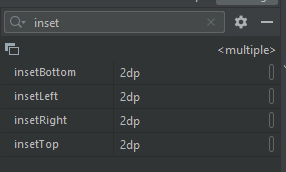 inset
<multiple>
insetBottom 2dp
insetLeft 2dp
insetRight 2dp
insetTop 2dp